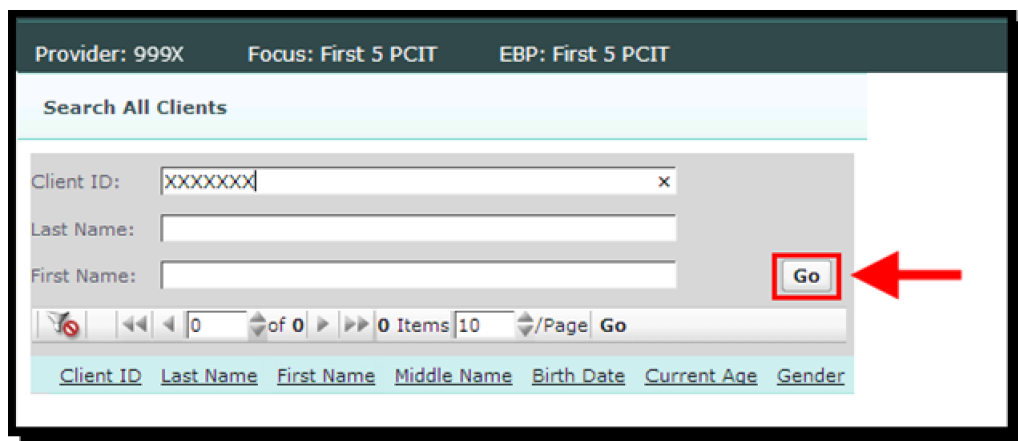 Provider: 999X Focus: First 5 PCIT EBP: First 5 PCIT
Search All Clients
Client ID: XXXXXXX ×
Last Name:
First Name: Go
0 of 0 0 Items 10 /Page Go
Client ID Last Name First Name Middle Name Birth Date Current Age Gender